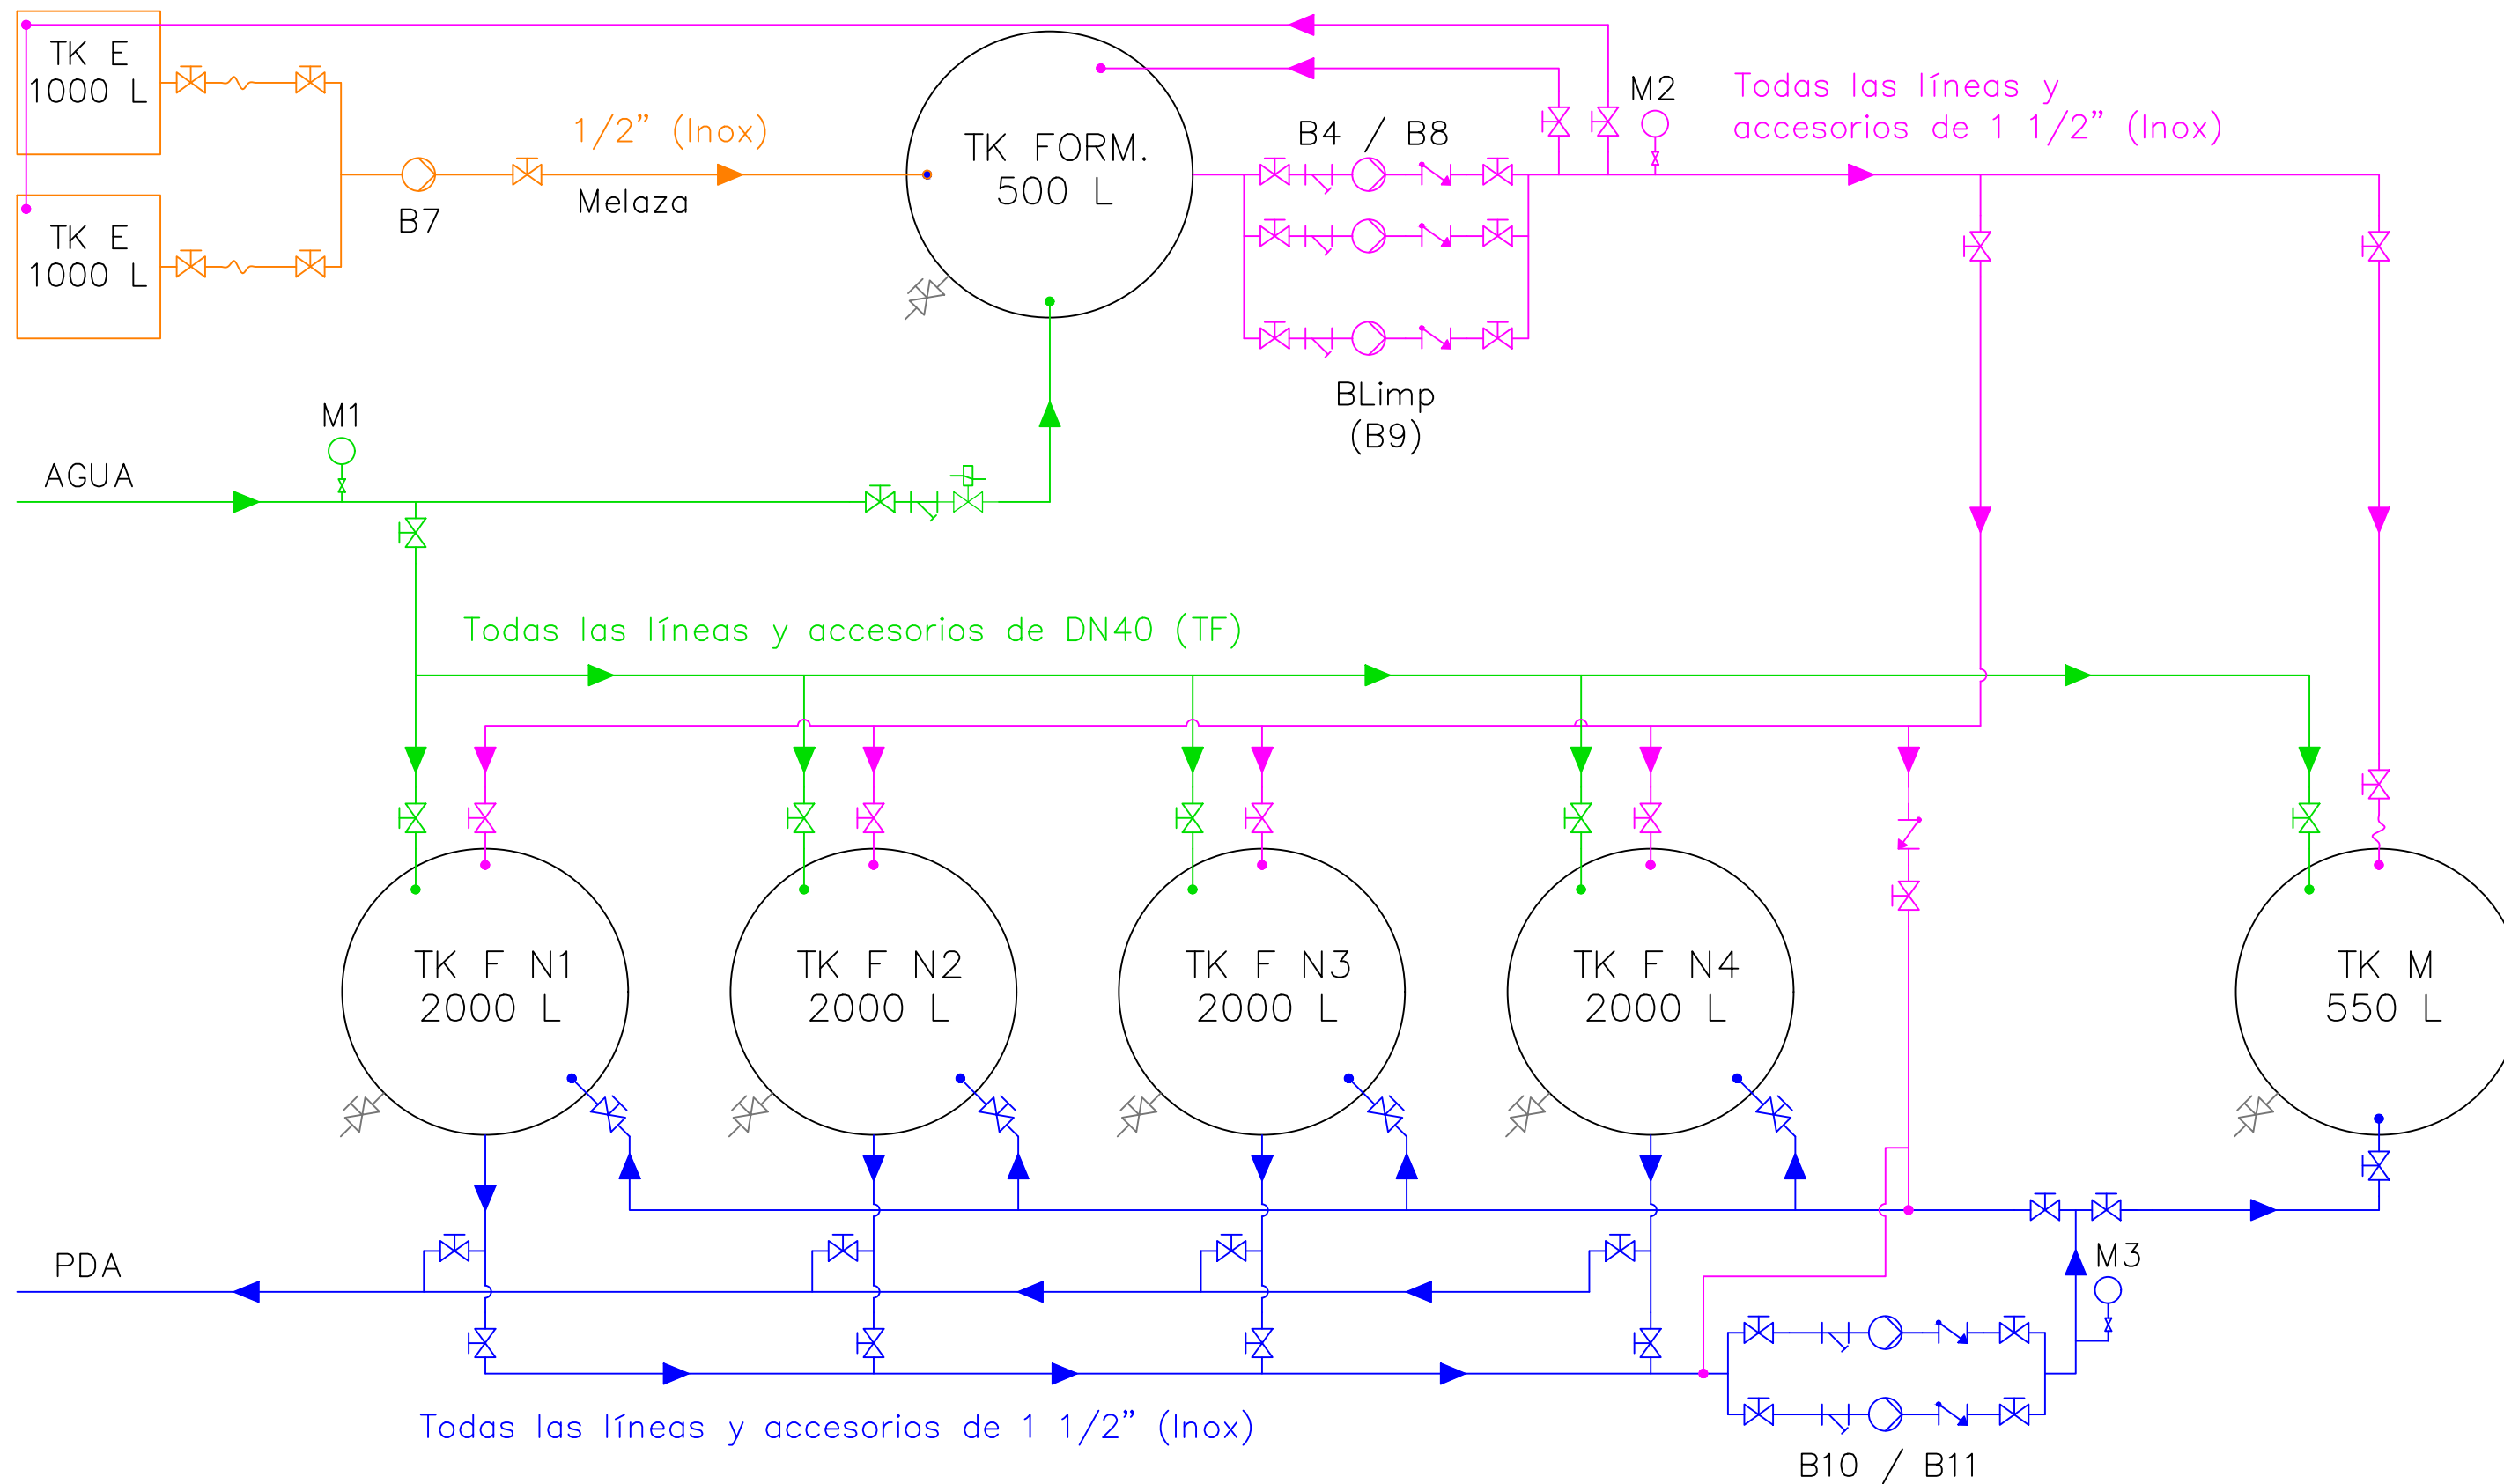 TK E
1000 L
TK E
1000 L
1/2" (Inox)
Melaza
B7
TK FORM.
500 L
B4 / B8
M2
Todas las líneas y
accesorios de 1 1/2" (Inox)
BLimp
(B9)
M1
AGUA
Todas las líneas y accesorios de DN40 (TF)
TK F N1
2000 L
TK F N2
2000 L
TK F N3
2000 L
TK F N4
2000 L
TK M
550 L
PDA
M3
Todas las líneas y accesorios de 1 1/2" (Inox)
B10 / B11